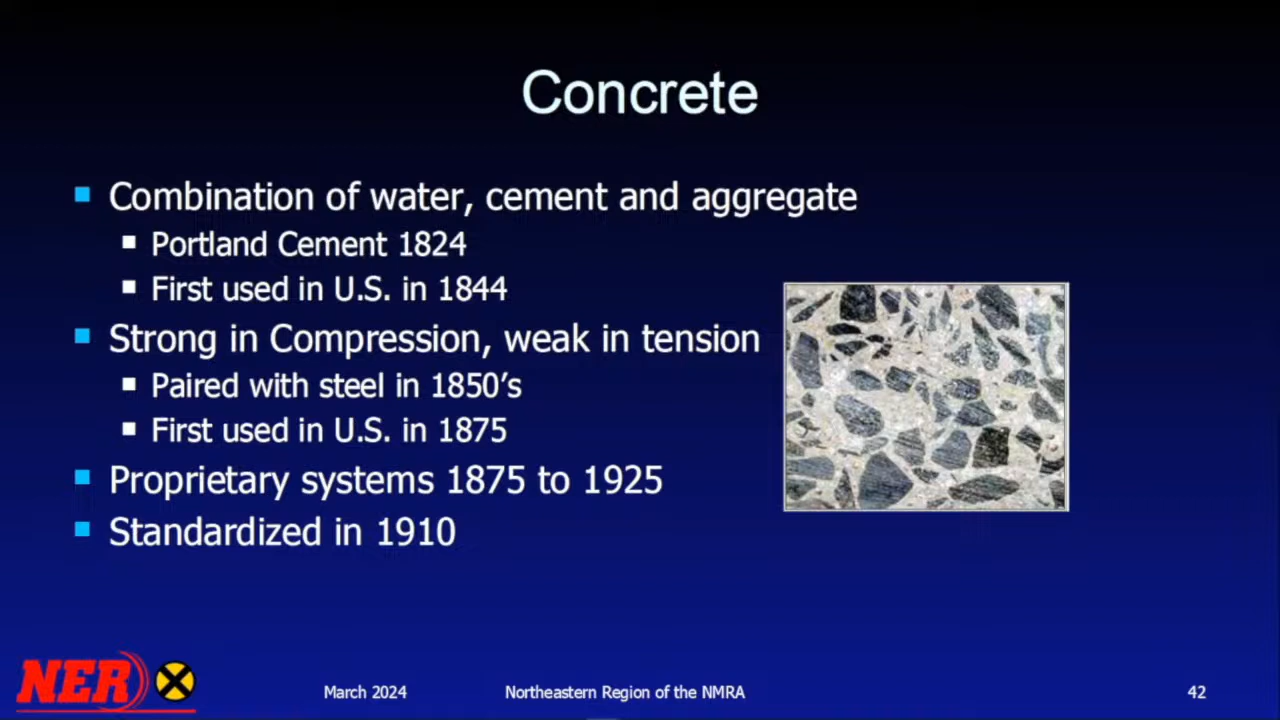 Concrete
Combination of water, cement and aggregate
Portland Cement 1824
First used in U.S. in 1844
Strong in Compression, weak in tension
Paired with steel in 1850’s
First used in U.S. in 1875
Proprietary systems 1875 to 1925
Standardized in 1910
NER
March 2024
Northeastern Region of the NMRA
42